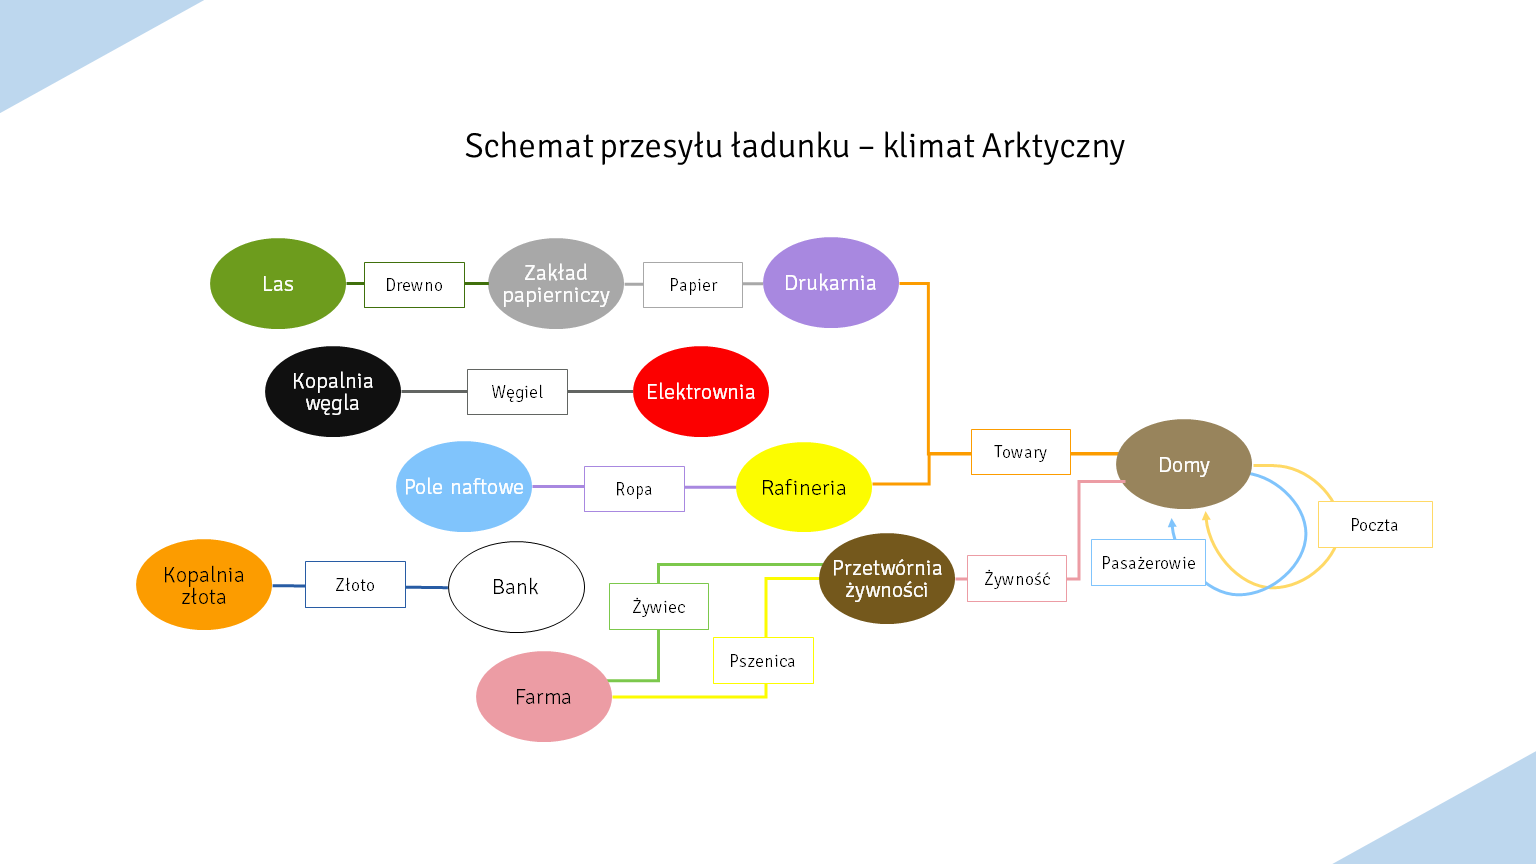 Schemat przesyłu ładunku – klimat Arktyczny
Las
Drewno
Zakład
papierniczy
Papier
Drukarnia
Kopalnia
węgla
Węgiel
Elektrownia
Towary
Domy
Pole naftowe
Ropa
Rafineria
Poczta
Pasażerowie
Kopalnia
złota
Złoto
Bank
Żywiec
Przetwórnia
żywności
Żywność
Pszenica
Farma